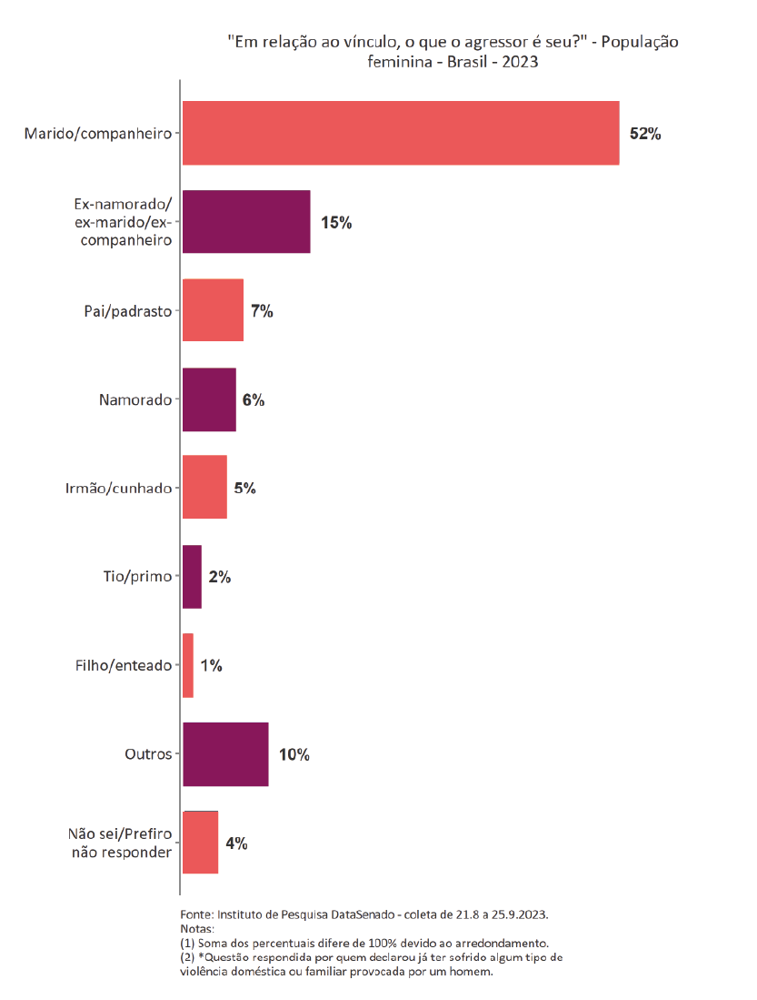 "Em relação ao vínculo, o que o agressor é seu?" - População
feminina - Brasil - 2023
Marido/companheiro
52%
Ex-namorado/
ex-marido/ex-
companheiro
15%
Pai/padrasto
7%
Namorado
6%
Irmão/cunhado
5%
Tio/primo
2%
Filho/enteado
1%
Outros
10%
Não sei/Prefiro
não responder
4%
Fonte: Instituto de Pesquisa DataSenado - coleta de 21.8 a 25.9.2023.
Notas:
(1) Soma dos percentuais difere de 100% devido ao arredondamento.
(2) *Questão respondida por quem declarou já ter sofrido algum tipo de
violência doméstica ou familiar provocada por um homem.